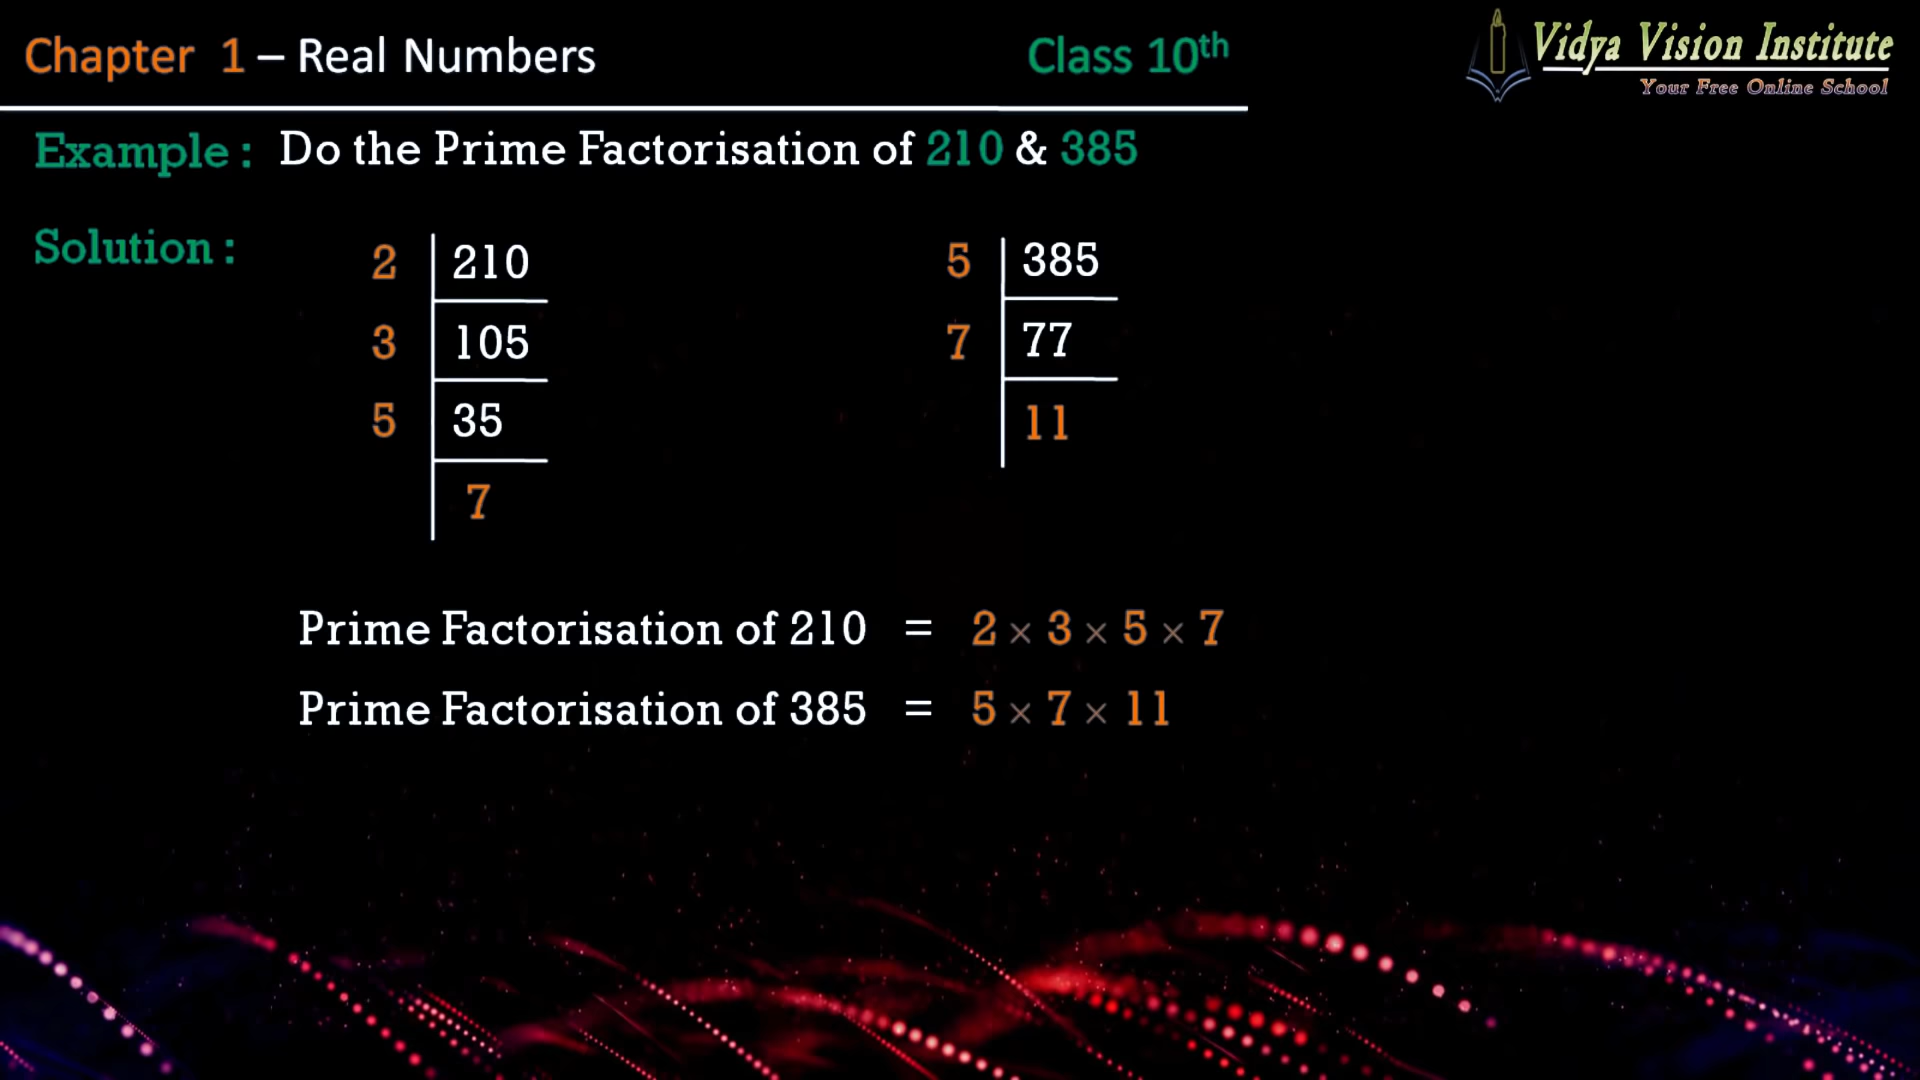 Chapter 1 – Real Numbers
Class 10th
Vidya Vision Institute
Your Free Online School
Example : Do the Prime Factorisation of 210 & 385
Solution :
2 210
3 105
5 35
7
5 385
7 77
11
Prime Factorisation of 210 = 2 × 3 × 5 × 7
Prime Factorisation of 385 = 5 × 7 × 11